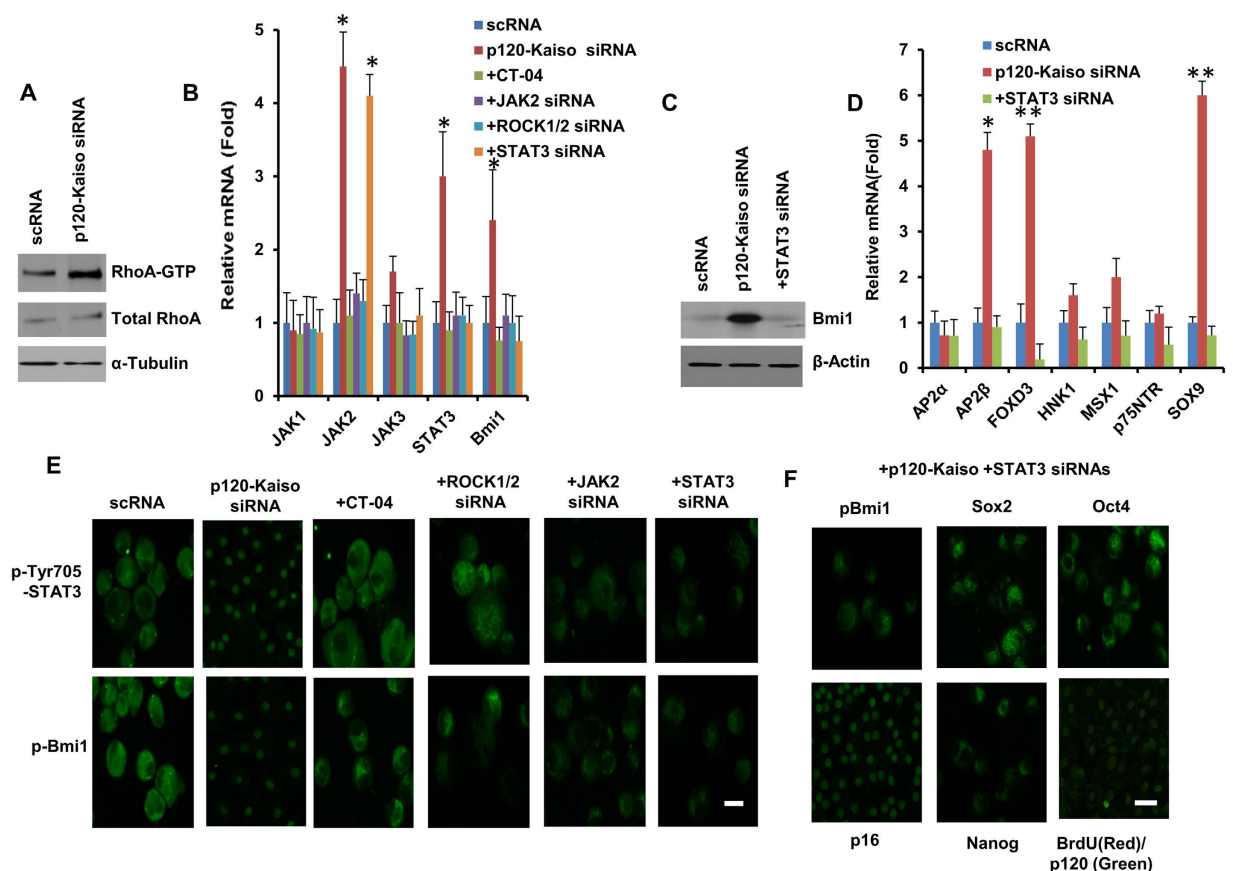 A
scRNA
p120-Kaiso siRNA
RhoA-GTP
Total RhoA
α-Tubulin
B
Relative mRNA (Fold)
5
4
3
2
1
0
*
*
*
*
scRNA
p120-Kaiso siRNA
+CT-04
+JAK2 siRNA
+ROCK1/2 siRNA
+STAT3 siRNA
JAK1
JAK2
JAK3
STAT3
Bmi1
C
scRNA
p120-Kaiso siRNA
+STAT3 siRNA
Bmi1
β-Actin
D
Relative mRNA(Fold)
7
6
5
4
3
2
1
0
scRNA
p120-Kaiso siRNA
+STAT3 siRNA
*
**
**
AP2α
AP2β
FOXD3
HNK1
MSX1
p75NTR
SOX9
E
scRNA
p120-Kaiso
siRNA
+CT-04
+ROCK1/2
siRNA
+JAK2
siRNA
+STAT3
siRNA
p-Tyr705
-STAT3
p-Bmi1
F
+p120-Kaiso +STAT3 siRNAs
pBmi1
Sox2
Oct4
p16
Nanog
BrdU(Red)/
p120 (Green)